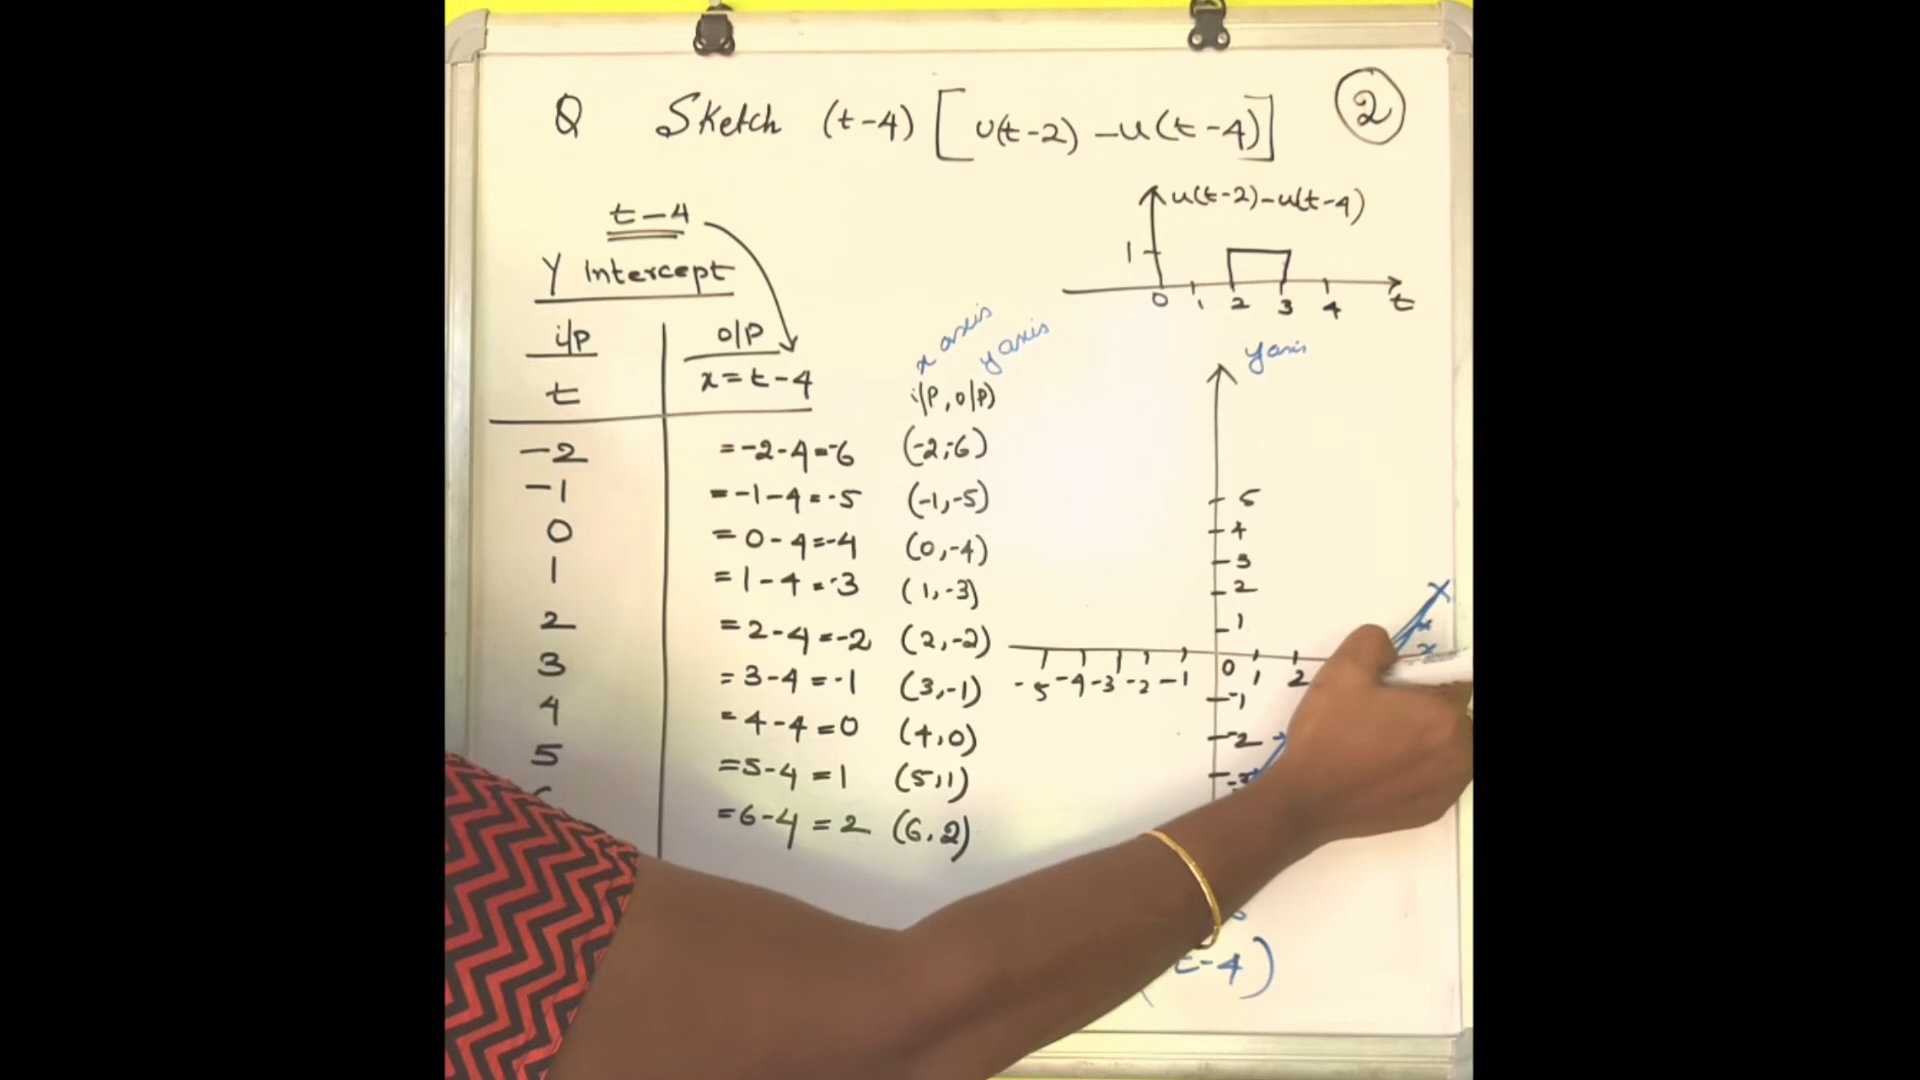 Q Sketch (t-4) [u(t-2) -u(t-4)] 2
t-4
Y Intercept
i/p o/p
t x=t-4
x axis y axis
i/p, o/p)
-2 =-2-4=-6 (-2,-6)
-1 =-1-4=-5 (-1,-5)
0 =0-4=-4 (0,-4)
1 =1-4=-3 (1,-3)
2 =2-4=-2 (2,-2)
3 =3-4=-1 (3,-1)
4 =4-4=0 (4,0)
5 =5-4=1 (5,1)
=6-4=2 (6,2)
u(t-2)-u(t-4)
1
0 1 2 3 4 t
y axis
5
4
3
2
1
-5 -4 -3 -2 -1 0 1 2
-1
-2
-3
t-4)